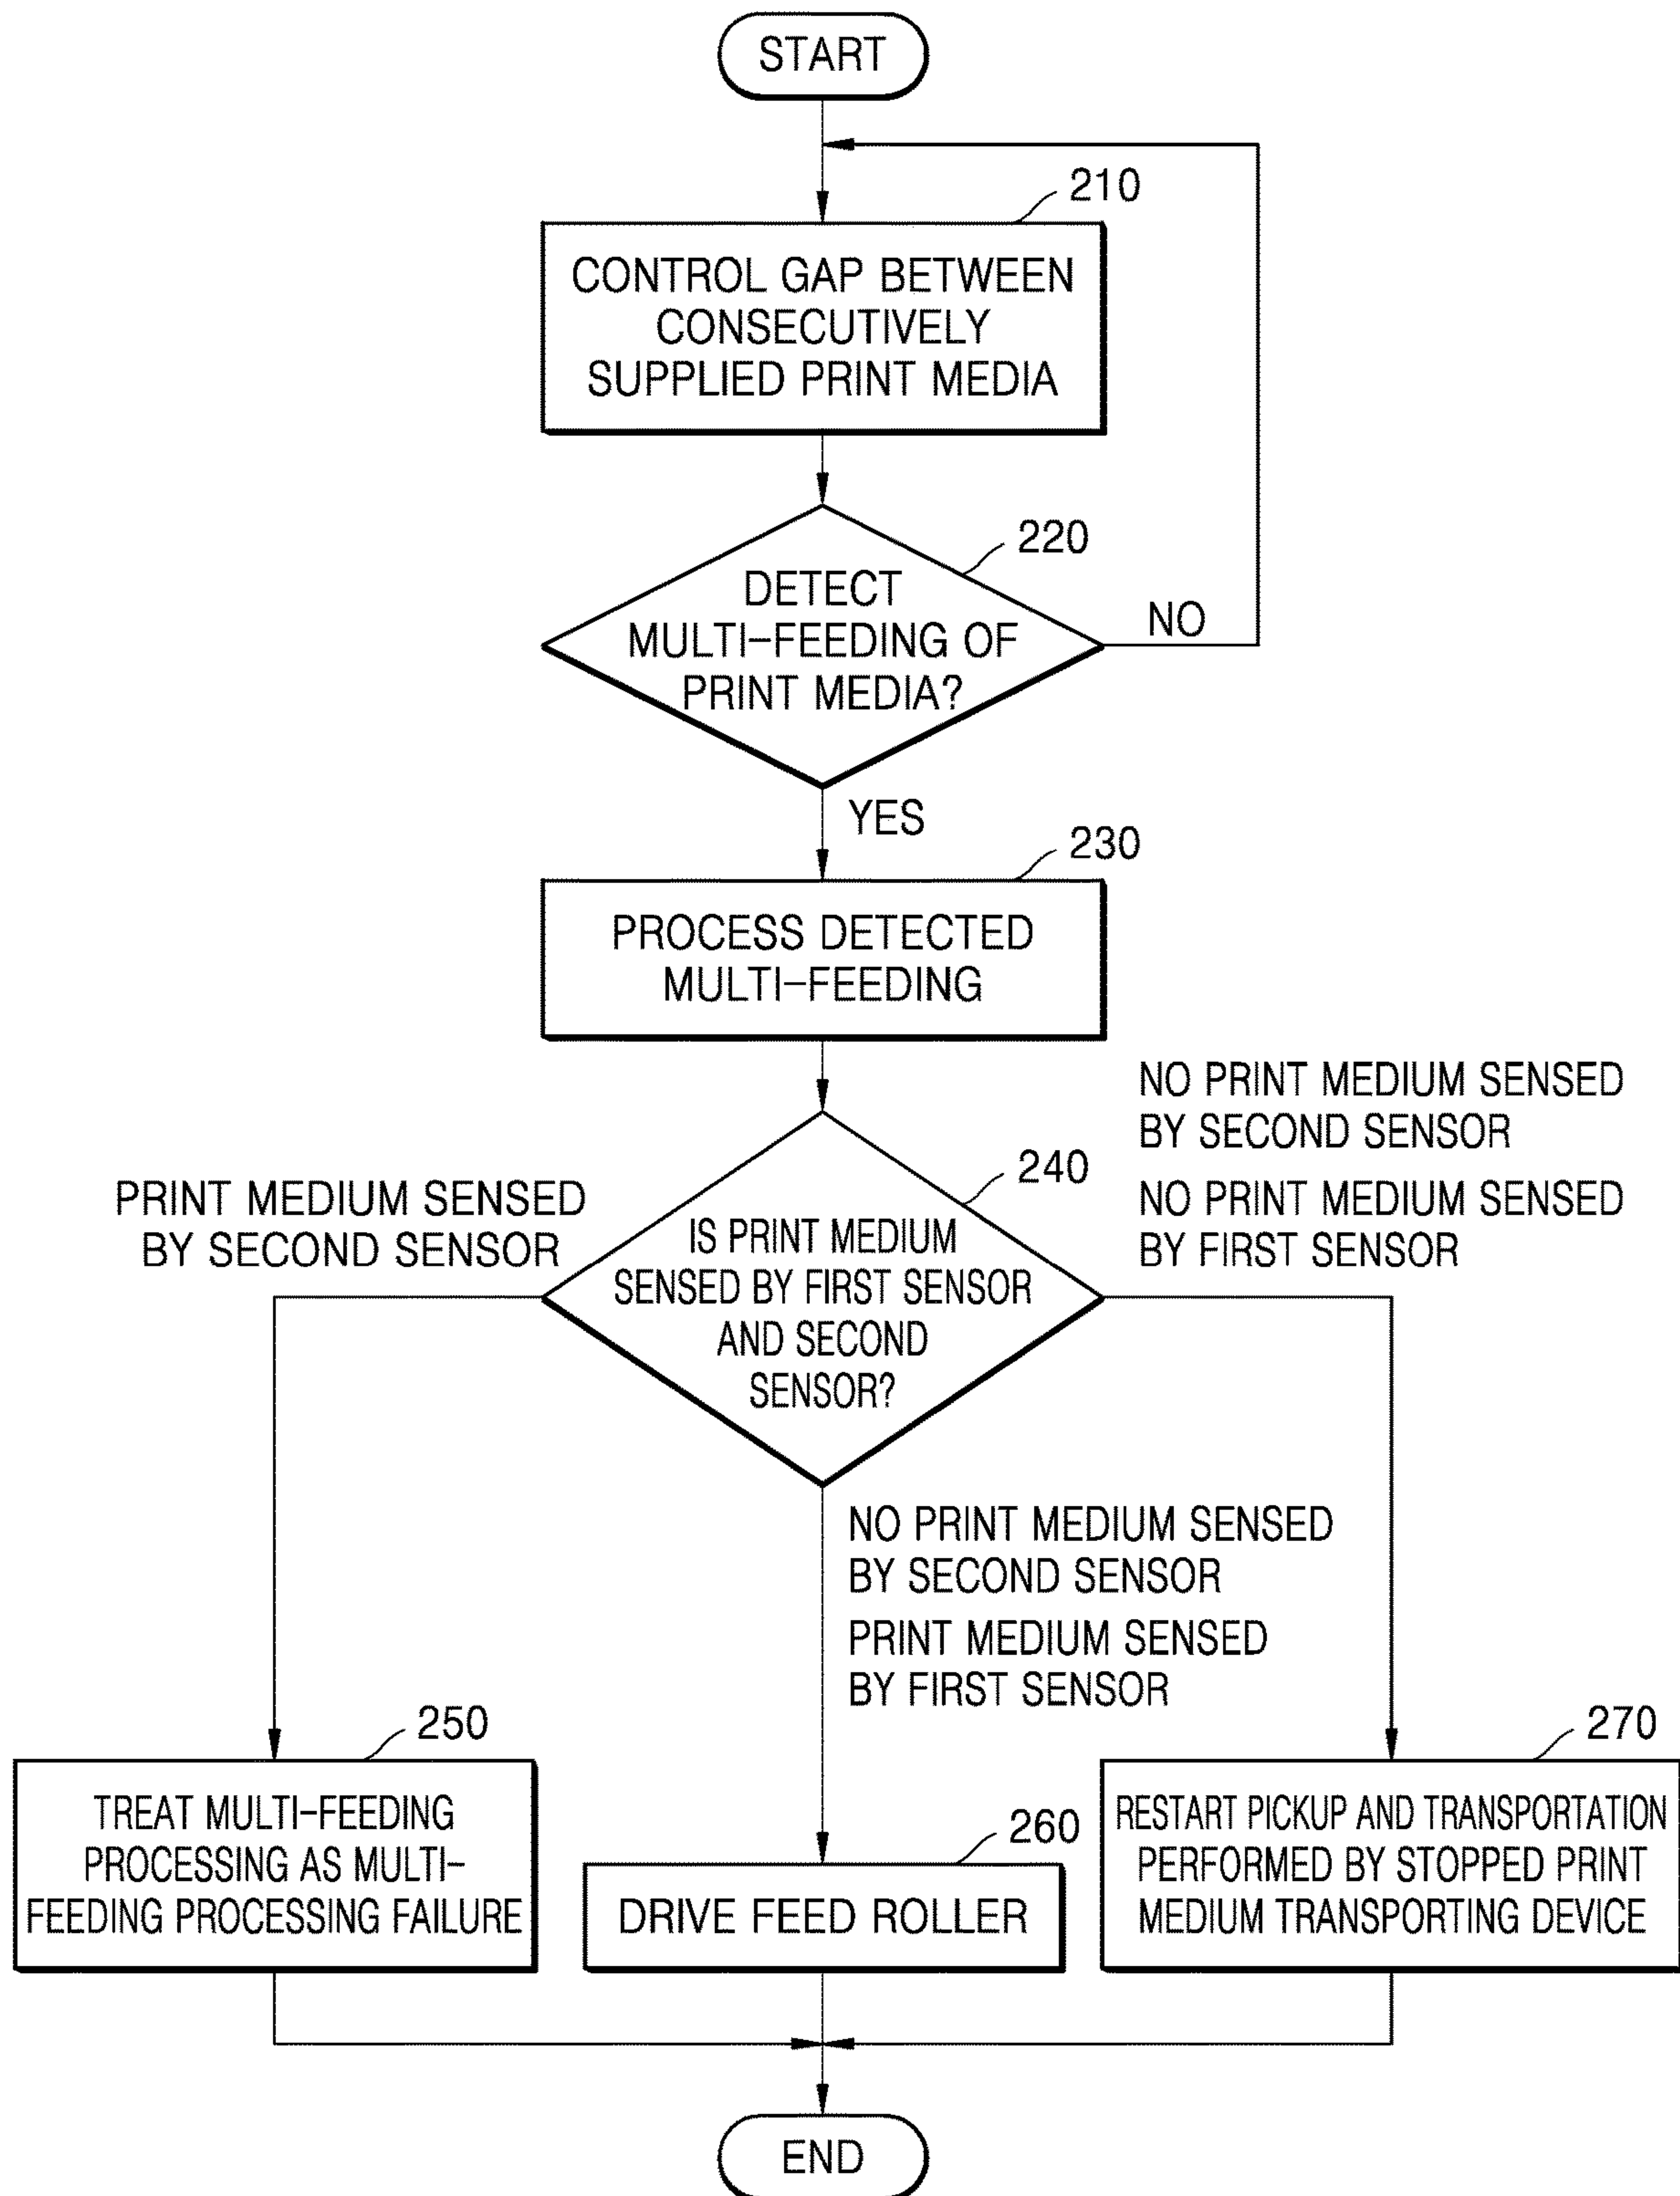 START
210
CONTROL GAP BETWEEN
CONSECUTIVELY
SUPPLIED PRINT MEDIA
220
DETECT
MULTI-FEEDING OF
PRINT MEDIA?
NO
YES
230
PROCESS DETECTED
MULTI-FEEDING
NO PRINT MEDIUM SENSED
BY SECOND SENSOR
NO PRINT MEDIUM SENSED
BY FIRST SENSOR
240
PRINT MEDIUM SENSED
BY SECOND SENSOR
IS PRINT MEDIUM
SENSED BY FIRST SENSOR
AND SECOND
SENSOR?
NO PRINT MEDIUM SENSED
BY SECOND SENSOR
PRINT MEDIUM SENSED
BY FIRST SENSOR
250
TREAT MULTI-FEEDING
PROCESSING AS MULTI-
FEEDING PROCESSING FAILURE
260
DRIVE FEED ROLLER
270
RESTART PICKUP AND TRANSPORTATION
PERFORMED BY STOPPED PRINT
MEDIUM TRANSPORTING DEVICE
END